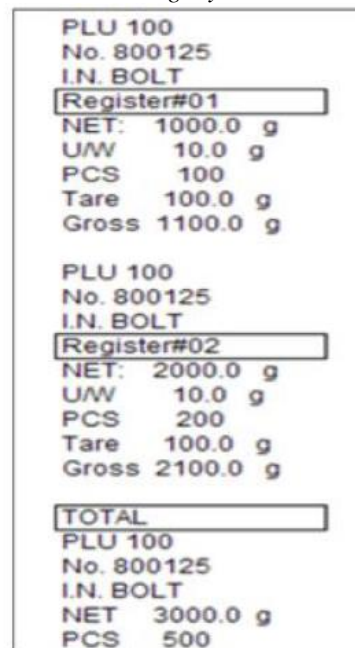 PLU 100
No. 800125
I.N. BOLT
Register#01
NET: 1000.0 g
U/W 10.0 g
PCS 100
Tare 100.0 g
Gross 1100.0 g
PLU 100
No. 800125
I.N. BOLT
Register#02
NET: 2000.0 g
U/W 10.0 g
PCS 200
Tare 100.0 g
Gross 2100.0 g
TOTAL
PLU 100
No. 800125
I.N. BOLT
NET 3000.0 g
PCS 500